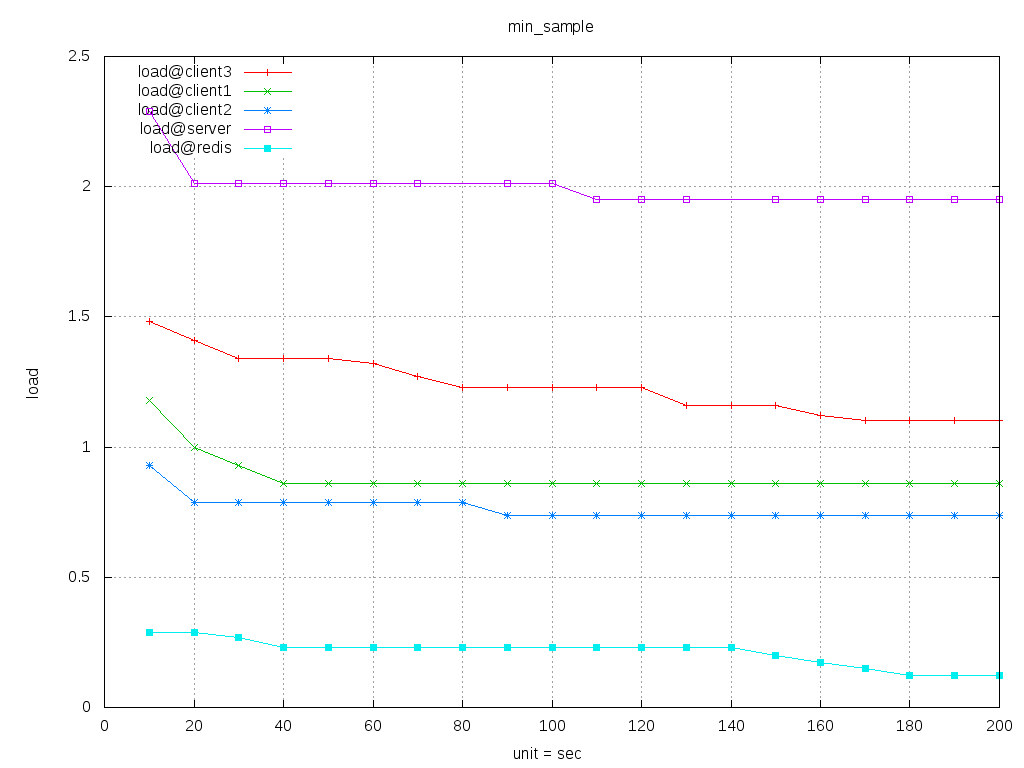 min_sample
2.5
load@client3
load@client1
load@client2
load@server
load@redis
2
1.5
load
1
0.5
0
0 20 40 60 80 100 120 140 160 180 200
unit = sec